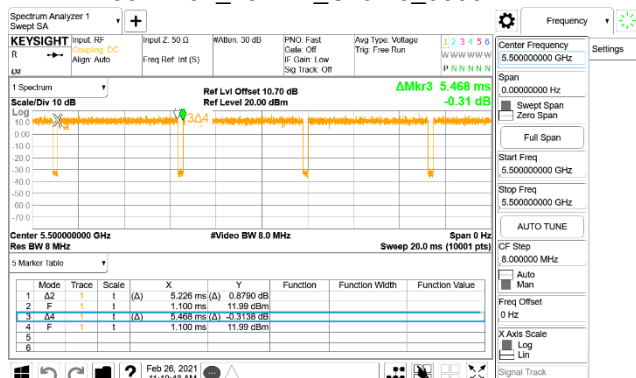 Spectrum Analyzer 1
Swept SA
Frequency
KEYSIGHT
R
Input: RF
Coupling: DC
Align: Auto
Input Z: 50 Ω
Freq Ref: Int (S)
#Atten: 30 dB
PNO: Fast
Gate: Off
IF Gain: Low
Sig Track: Off
Avg Type: Voltage
Trig: Free Run
1 2 3 4 5 6
W W W W W W
P N N N N N
1 Spectrum
Scale/Div 10 dB
Ref Lvl Offset 10.70 dB
Ref Level 20.00 dBm
ΔMkr3 5.468 ms
-0.31 dB
Log
10.0
0.00
-10.0
-20.0
-30.0
-40.0
-50.0
-60.0
-70.0
3Δ4
Center 5.500000000 GHz
Res BW 8 MHz
#Video BW 8.0 MHz
Span 0 Hz
Sweep 20.0 ms (10001 pts)
5 Marker Table
Mode Trace Scale X Y Function Function Width Function Value
1 Δ2 1 t (Δ) 5.226 ms (Δ) 0.8790 dB
2 F 1 t 1.100 ms 11.99 dBm
3 Δ4 1 t (Δ) 5.468 ms (Δ) -0.3138 dB
4 F 1 t 1.100 ms 11.99 dBm
5
6
?
Feb 26, 2021
Center Frequency
5.500000000 GHz
Span
0.00000000 Hz
Swept Span
Zero Span
Full Span
Start Freq
5.500000000 GHz
Stop Freq
5.500000000 GHz
AUTO TUNE
CF Step
8.000000 MHz
Auto
Man
Freq Offset
0 Hz
X Axis Scale
Log
Lin
Signal Track
Settings